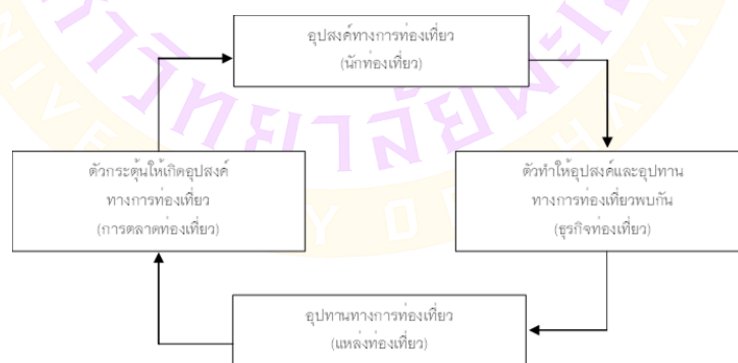 อุปสงค์ทางการท่องเที่ยว
(นักท่องเที่ยว)
ตัวกระตุ้นให้เกิดอุปสงค์
ทางการท่องเที่ยว
(การตลาดท่องเที่ยว)
ตัวทำให้อุปสงค์และอุปทาน
ทางการท่องเที่ยวพบกัน
(ธุรกิจท่องเที่ยว)
อุปทานทางการท่องเที่ยว
(แหล่งท่องเที่ยว)